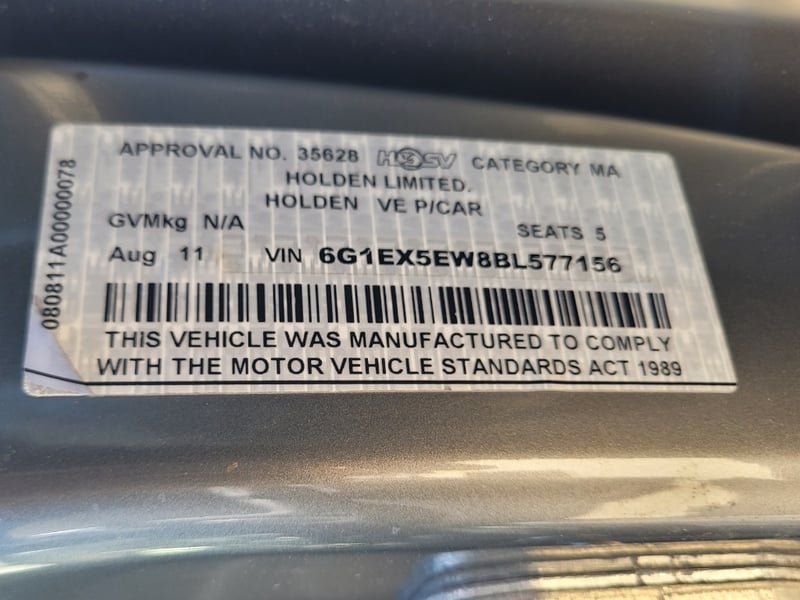 APPROVAL NO. 35628 HSV CATEGORY MA
HOLDEN LIMITED.
HOLDEN VE P/CAR
GVMkg N/A SEATS 5
Aug 11 VIN 6G1EX5EW8BL577156
THIS VEHICLE WAS MANUFACTURED TO COMPLY
WITH THE MOTOR VEHICLE STANDARDS ACT 1989
080811A00000078